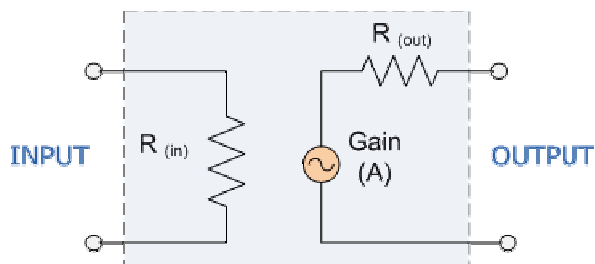 R (out)
INPUT
R (in)
Gain
(A)
OUTPUT